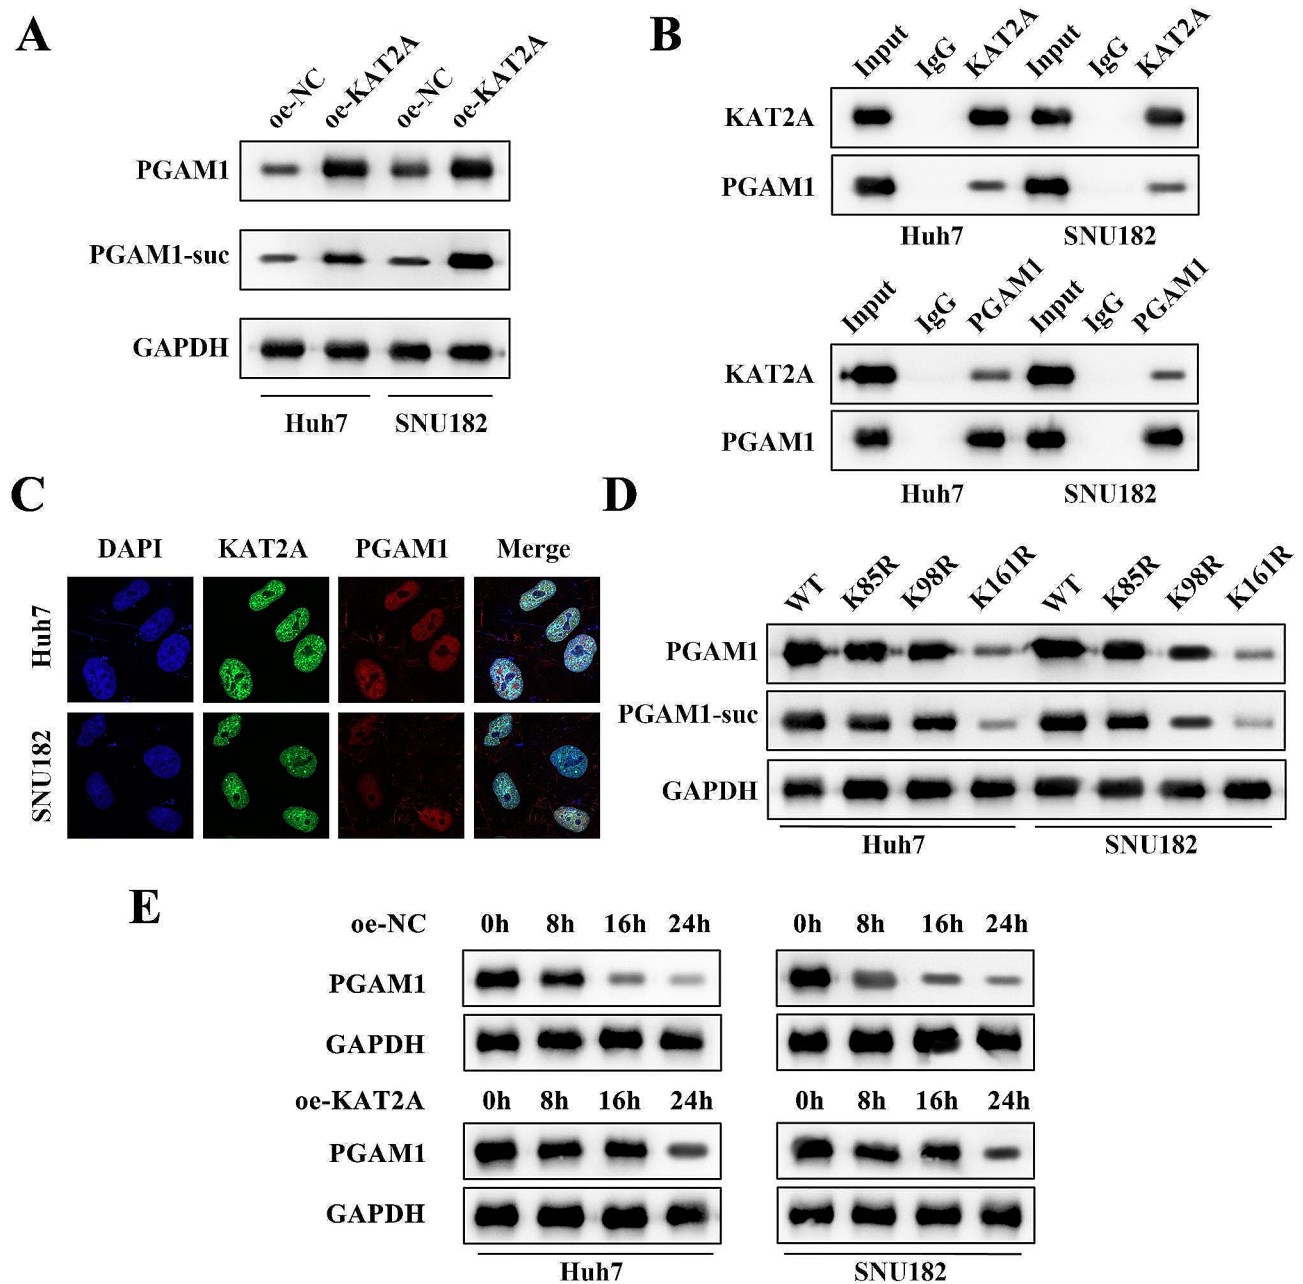 A
oe-NC oe-KAT2A oe-NC oe-KAT2A
PGAM1
PGAM1-suc
GAPDH
Huh7 SNU182
B
Input IgG KAT2A Input IgG KAT2A
KAT2A
PGAM1
Huh7 SNU182
Input IgG PGAM1 Input IgG PGAM1
KAT2A
PGAM1
Huh7 SNU182
C
DAPI KAT2A PGAM1 Merge
Huh7
SNU182
D
WT K85R K98R K161R WT K85R K98R K161R
PGAM1
PGAM1-suc
GAPDH
Huh7 SNU182
E
oe-NC 0h 8h 16h 24h 0h 8h 16h 24h
PGAM1
GAPDH
oe-KAT2A 0h 8h 16h 24h 0h 8h 16h 24h
PGAM1
GAPDH
Huh7 SNU182